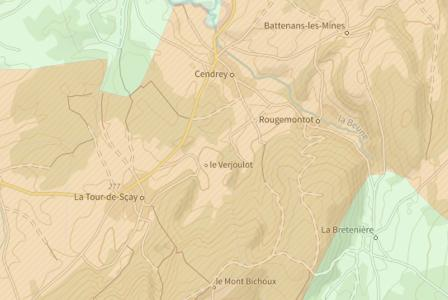 Battenans-les-Mines
Cendrey
Rougemontot
La Beune
le Verjoulot
277
La Tour-de-Sçay
La Bretenière
le Mont Bichoux